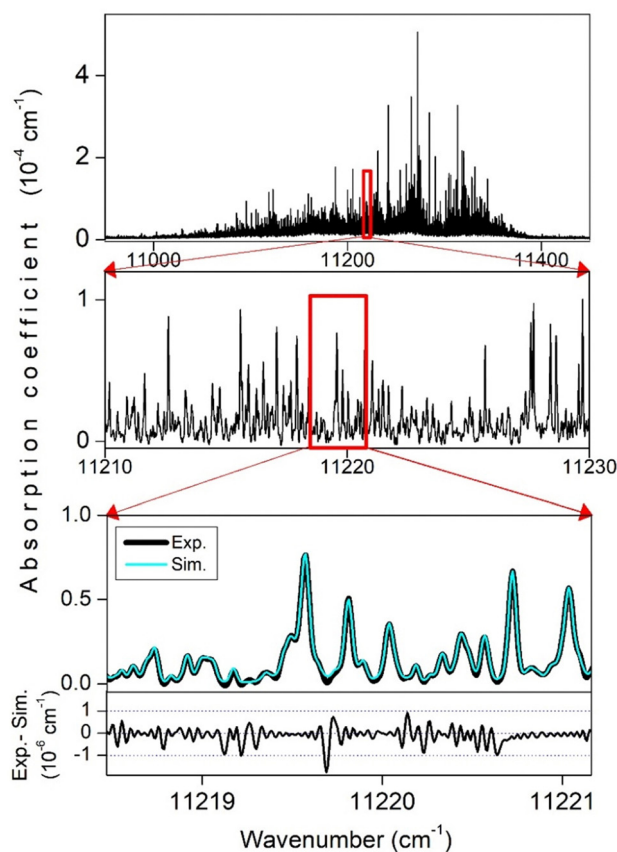 Absorption coefficient (10⁻⁴ cm⁻¹)
4
2
0
11000 11200 11400
1
0
11210 11220 11230
1.0
Exp.
Sim.
0.5
0.0
Exp.- Sim.
(10⁻⁶ cm⁻¹)
1
0
-1
11219 11220 11221
Wavenumber (cm⁻¹)